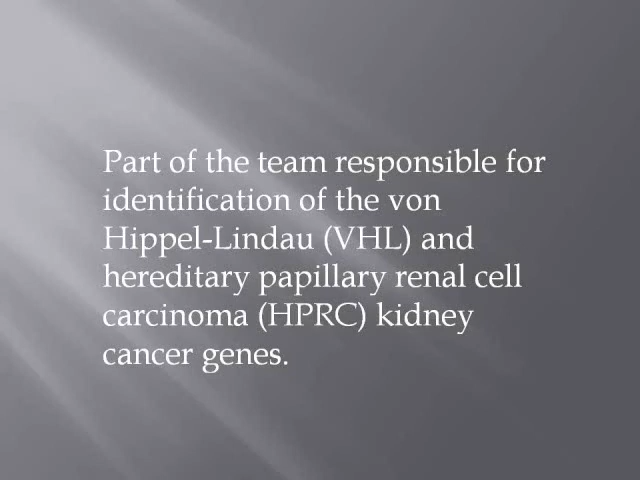 Part of the team responsible for
identification of the von
Hippel-Lindau (VHL) and
hereditary papillary renal cell
carcinoma (HPRC) kidney
cancer genes.